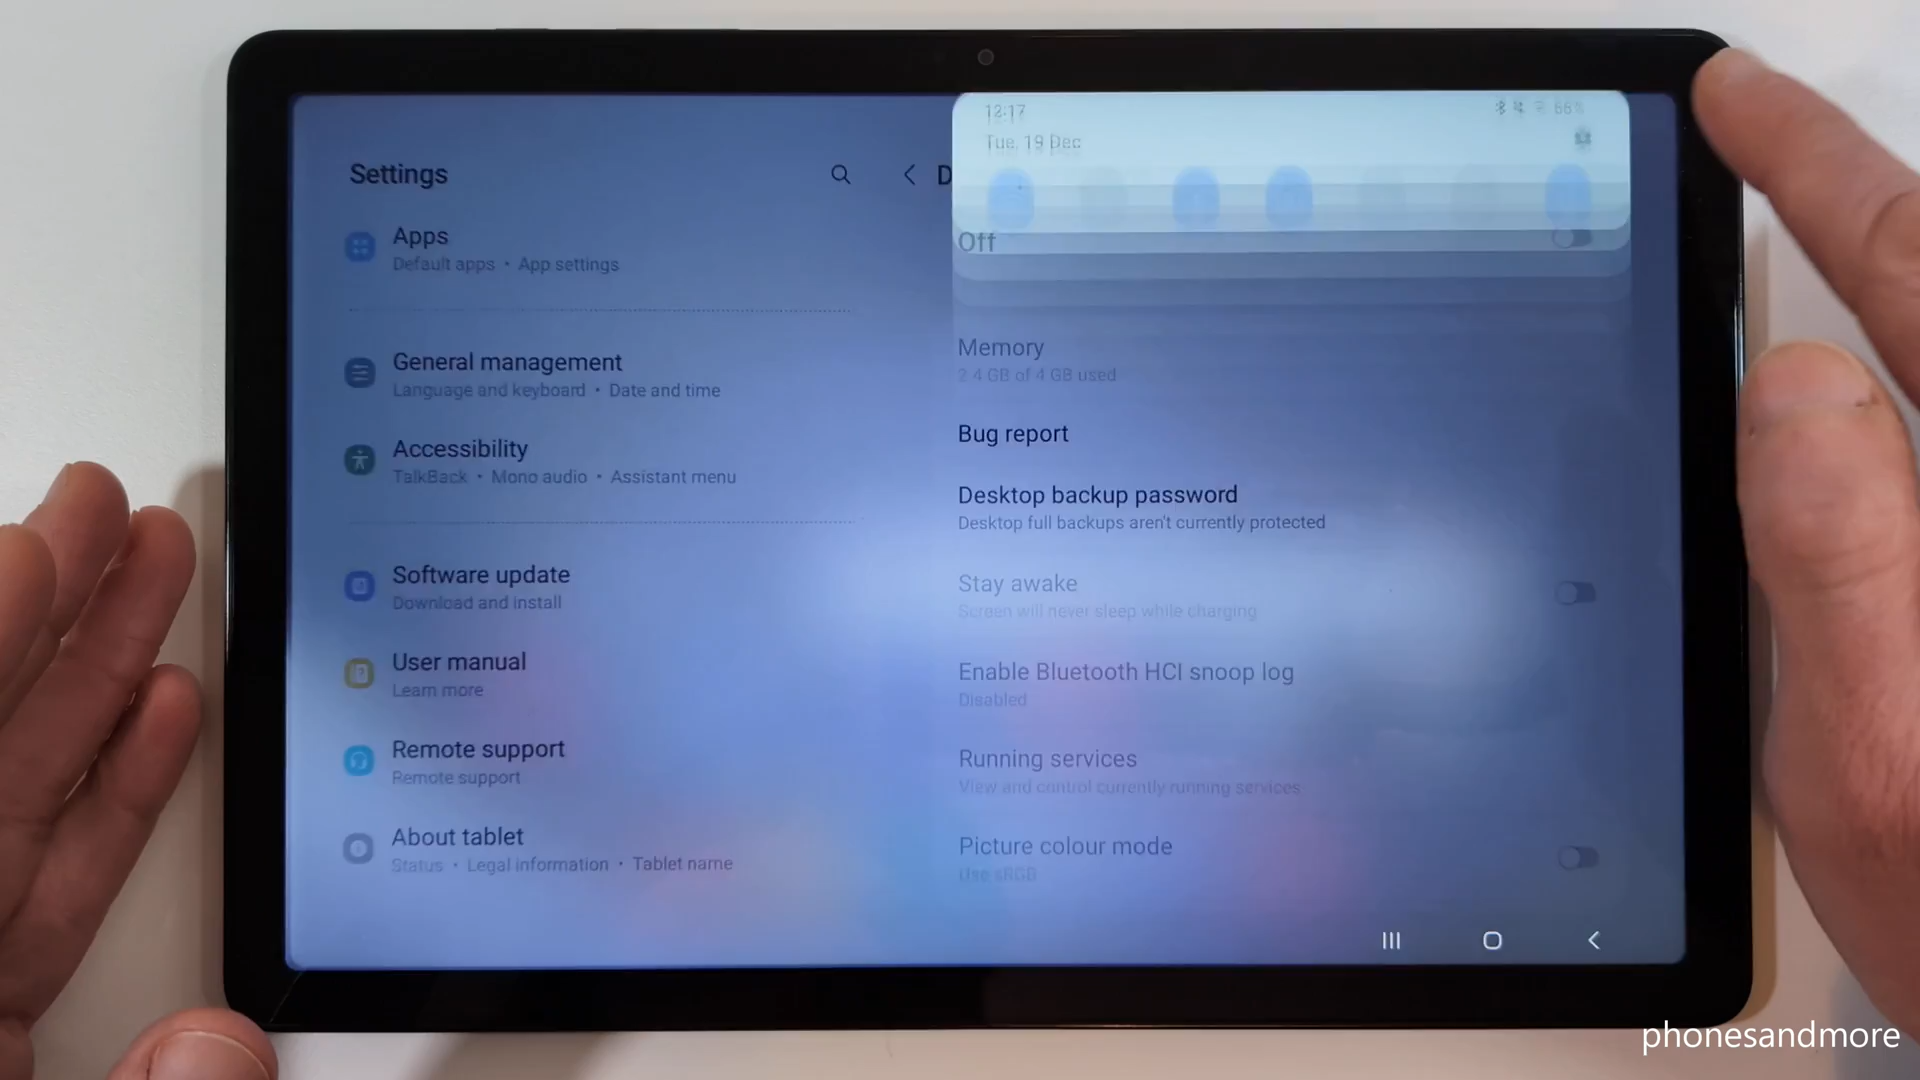 12:17
66%
Tue, 19 Dec
Settings
D
Apps
Default apps • App settings
Off
General management
Language and keyboard • Date and time
Memory
2.4 GB of 4 GB used
Accessibility
TalkBack • Mono audio • Assistant menu
Bug report
Desktop backup password
Desktop full backups aren't currently protected
Software update
Download and install
Stay awake
Screen will never sleep while charging
User manual
Learn more
Enable Bluetooth HCI snoop log
Disabled
Remote support
Remote support
Running services
View and control currently running services
About tablet
Status • Legal information • Tablet name
Picture colour mode
Use sRGB
phonesandmore